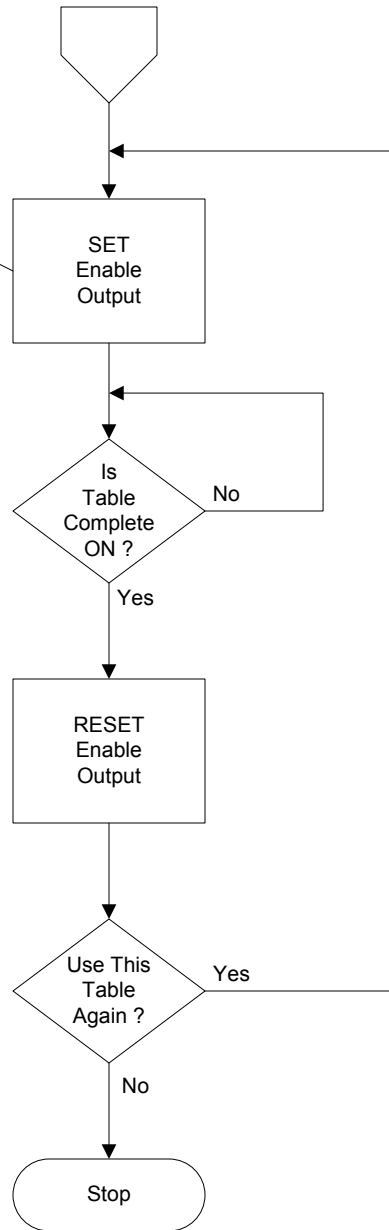 SET
Enable
Output
Is
Table
Complete
ON ?
No
Yes
RESET
Enable
Output
Use This
Table
Again ?
Yes
No
Stop